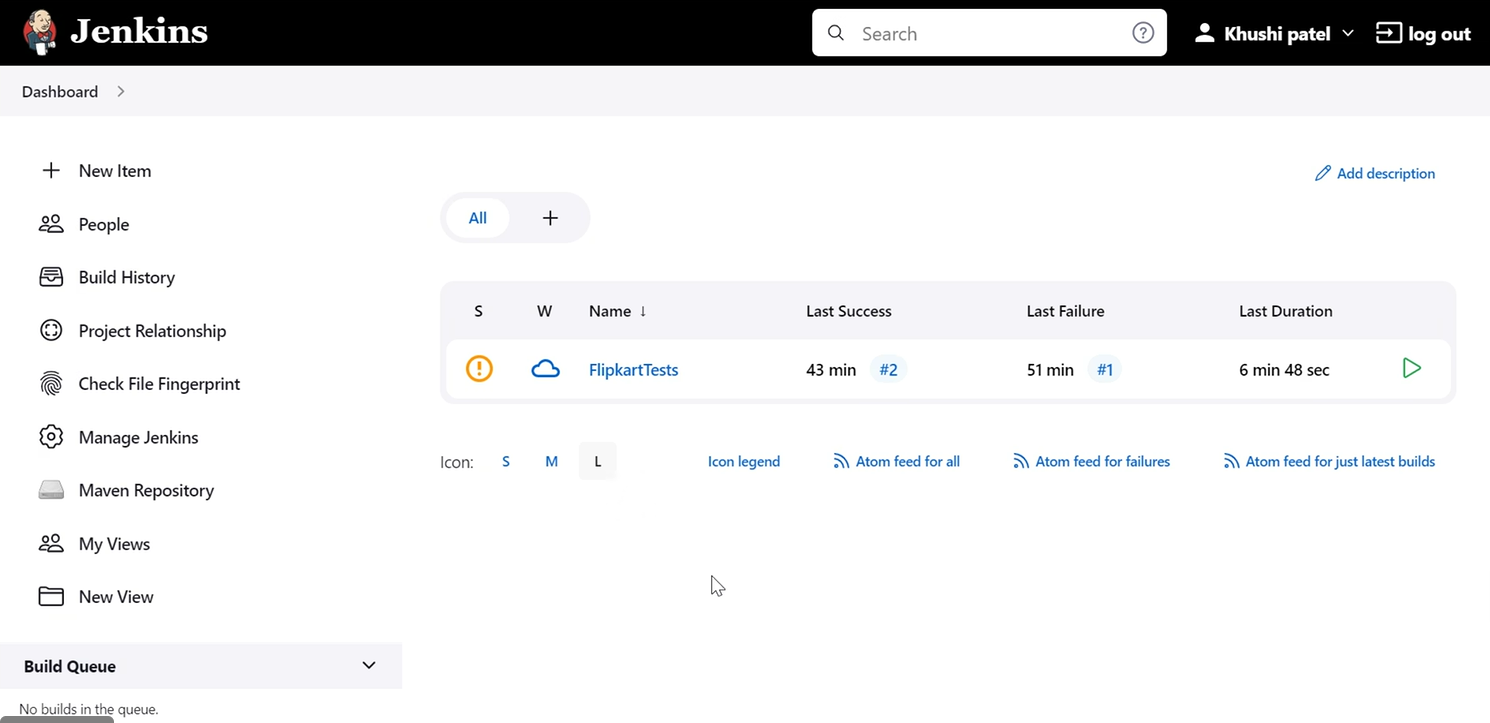 Jenkins
Search
Khushi patel
log out
Dashboard
New Item
People
Build History
Project Relationship
Check File Fingerprint
Manage Jenkins
Maven Repository
My Views
New View
Build Queue
No builds in the queue.
Add description
All +
S W Name ↓ Last Success Last Failure Last Duration
FlipkartTests 43 min #2 51 min #1 6 min 48 sec
Icon: S M L Icon legend Atom feed for all Atom feed for failures Atom feed for just latest builds